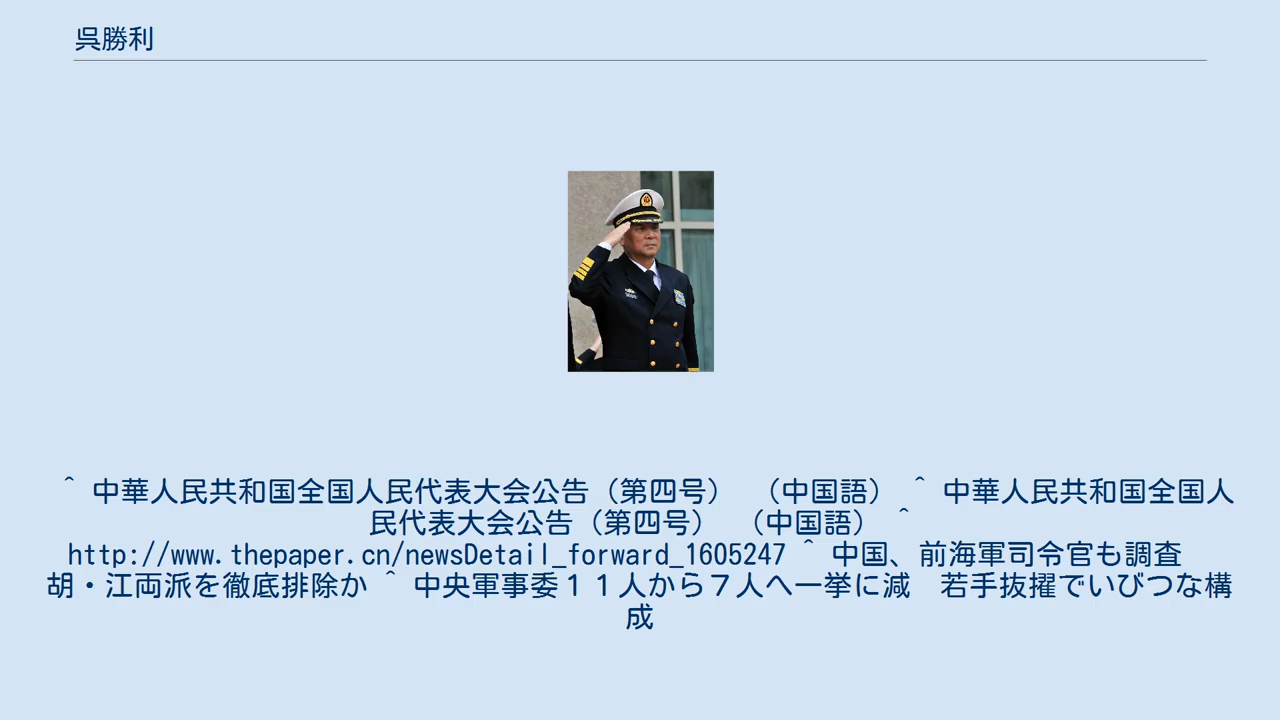 呉勝利
^ 中華人民共和国全国人民代表大会公告（第四号）　（中国語） ^ 中華人民共和国全国人
民代表大会公告（第四号）　（中国語） ^
http://www.thepaper.cn/newsDetail_forward_1605247 ^ 中国、前海軍司令官も調査
胡・江両派を徹底排除か ^ 中央軍事委１１人から７人へ一挙に減　若手抜擢でいびつな構
成